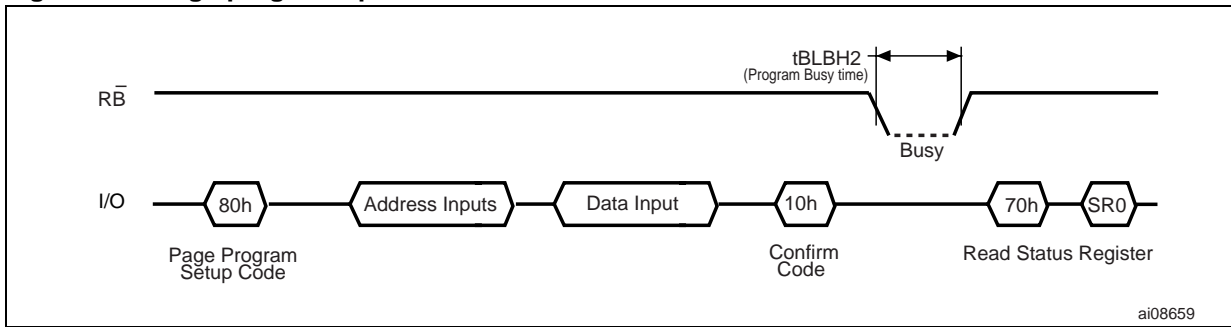 tBLBH2
(Program Busy time)
RB̅
Busy
I/O
80h
Address Inputs
Data Input
10h
70h
SR0
Page Program
Setup Code
Confirm
Code
Read Status Register
ai08659